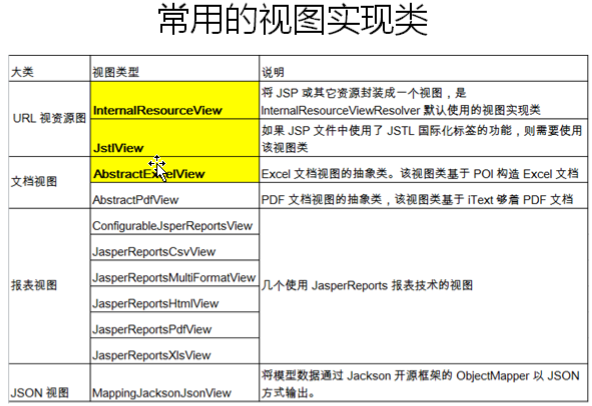 常用的视图实现类
大类 视图类型 说明
URL 视资源图 InternalResourceView 将 JSP 或其它资源封装成一个视图，是
InternalResourceViewResolver 默认使用的视图实现类
JstlView 如果 JSP 文件中使用了 JSTL 国际化标签的功能，则需要使用
该视图类
文档视图 AbstractExcelView Excel 文档视图的抽象类。该视图类基于 POI 构造 Excel 文档
AbstractPdfView PDF 文档视图的抽象类，该视图类基于 iText 够着 PDF 文档
报表视图 ConfigurableJsperReportsView
JasperReportsCsvView
JasperReportsMultiFormatView 几个使用 JasperReports 报表技术的视图
JasperReportsHtmlView
JasperReportsPdfView
JasperReportsXlsView
JSON 视图 MappingJacksonJsonView 将模型数据通过 Jackson 开源框架的 ObjectMapper 以 JSON
方式输出。